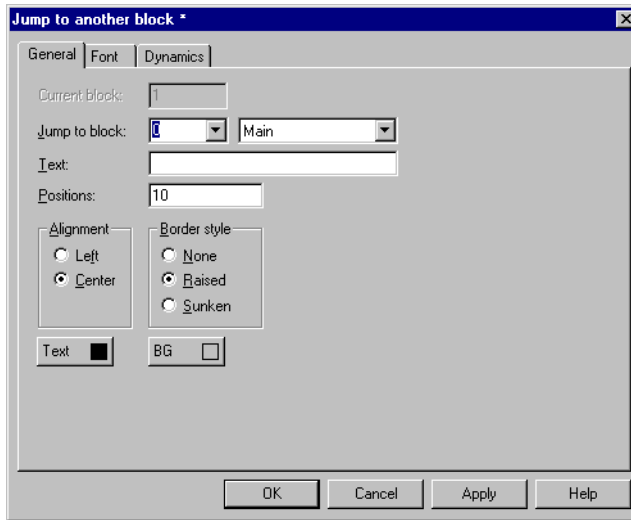 Jump to another block *
General Font Dynamics
Current block: 1
Jump to block: 0 Main
Text:
Positions: 10
Alignment Border style
Left None
Center Raised
Sunken
Text BG
OK Cancel Apply Help